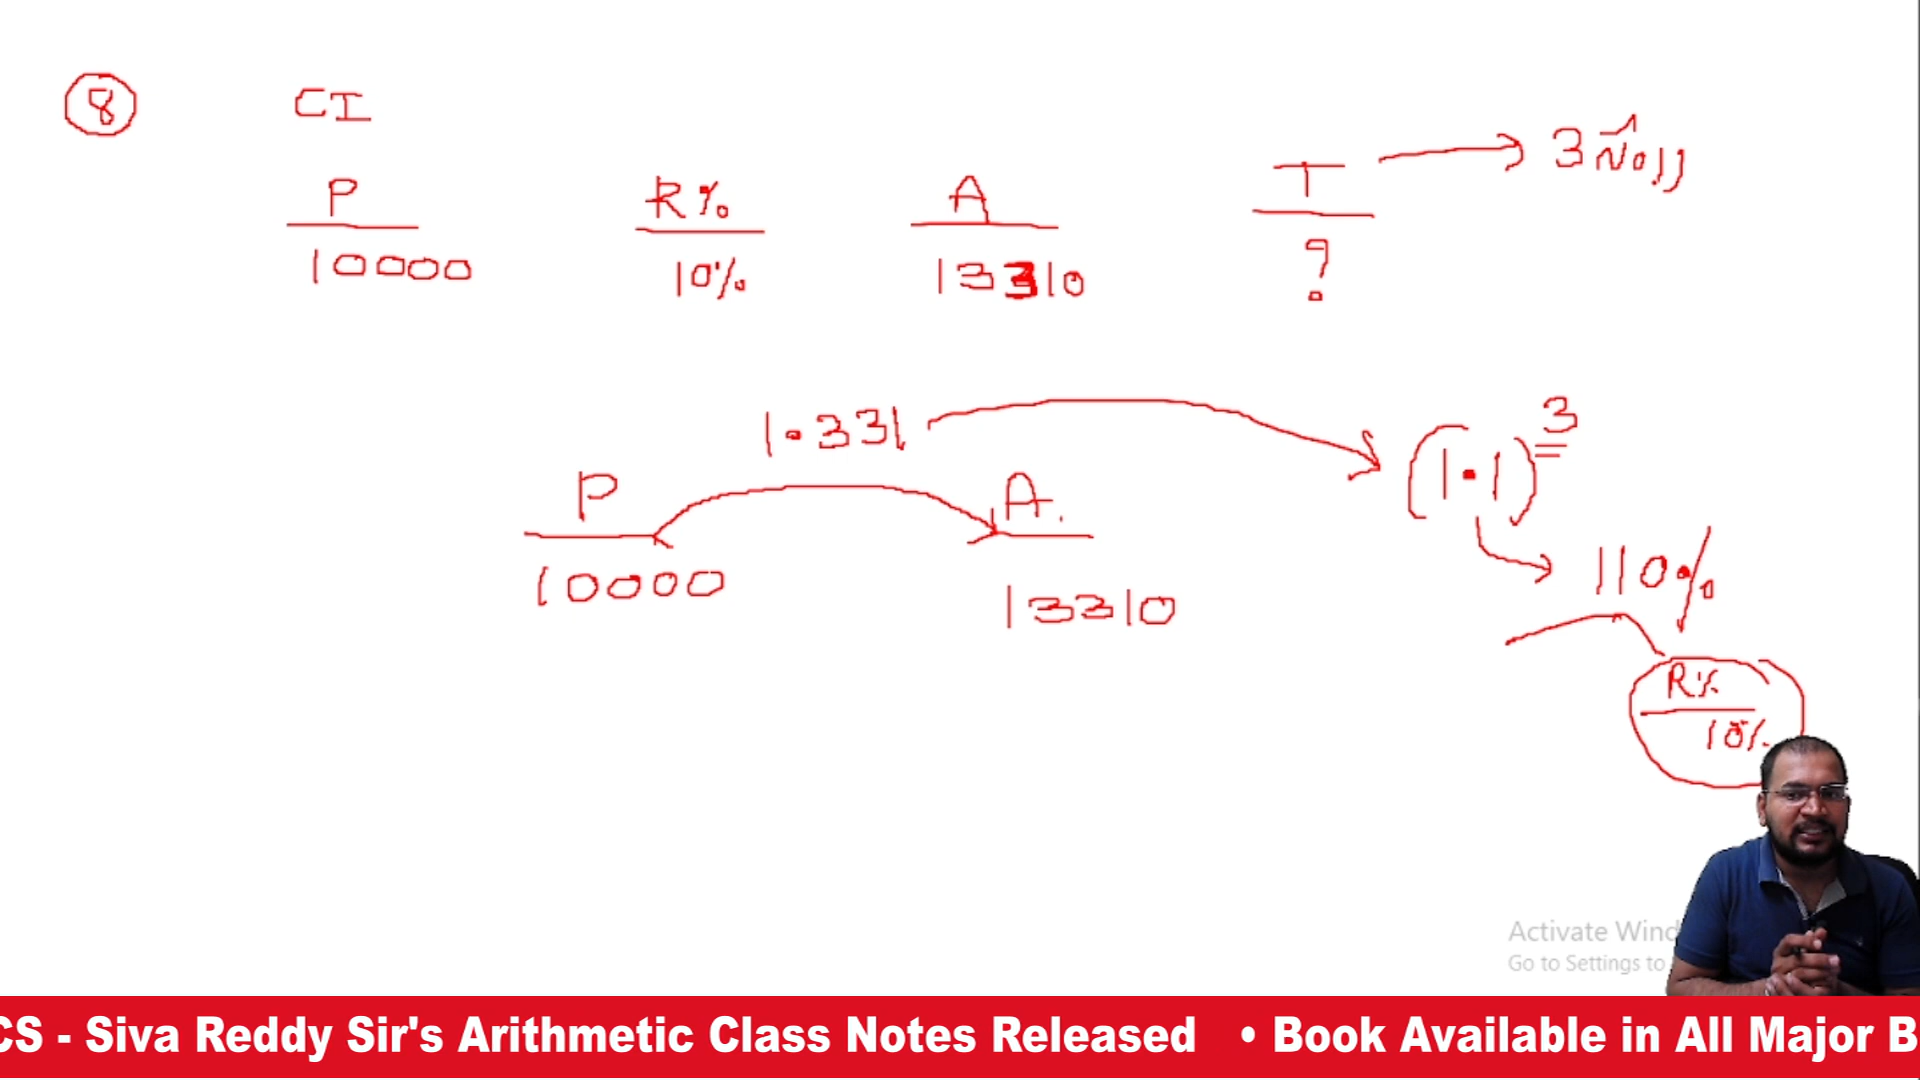 8 CI
P R% A T → 3 సం||
10000 10% 13310 ?
1.331 (1.1)³
P A.
10000 13310
110%
R%
10%
Activate Wind
Go to Settings to
CS - Siva Reddy Sir's Arithmetic Class Notes Released • Book Available in All Major B